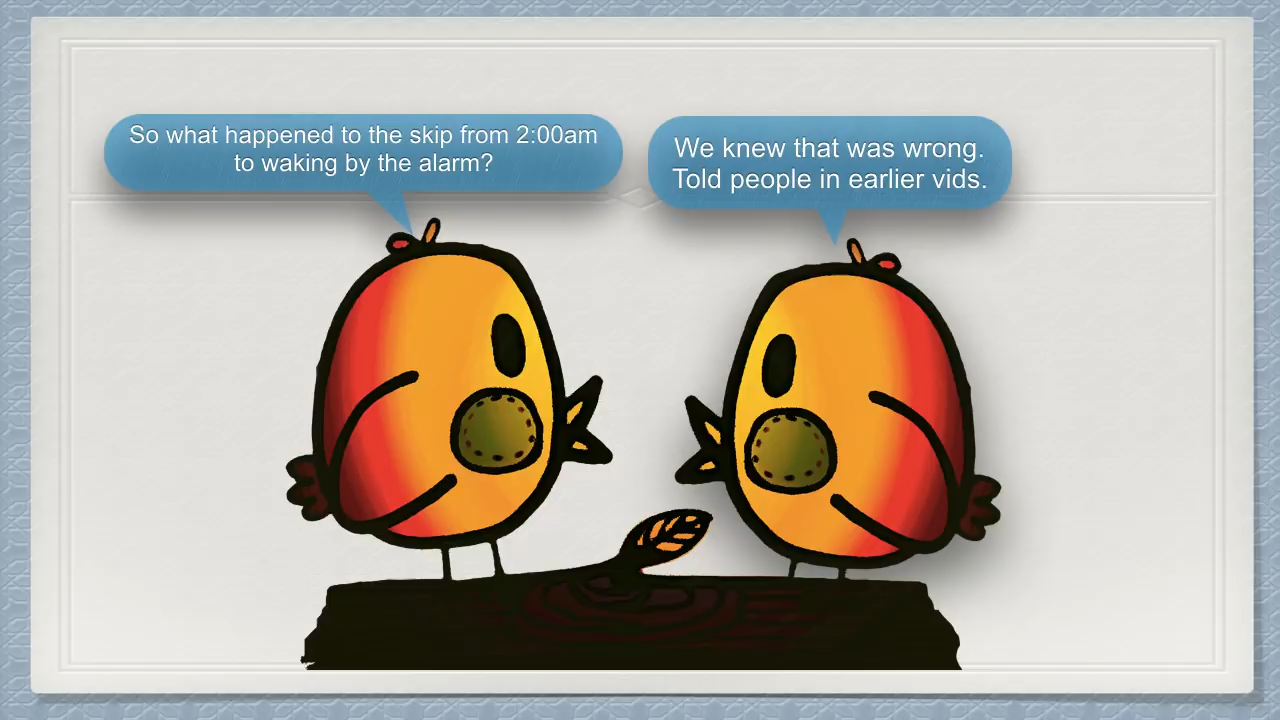 So what happened to the skip from 2:00am
to waking by the alarm?
We knew that was wrong.
Told people in earlier vids.